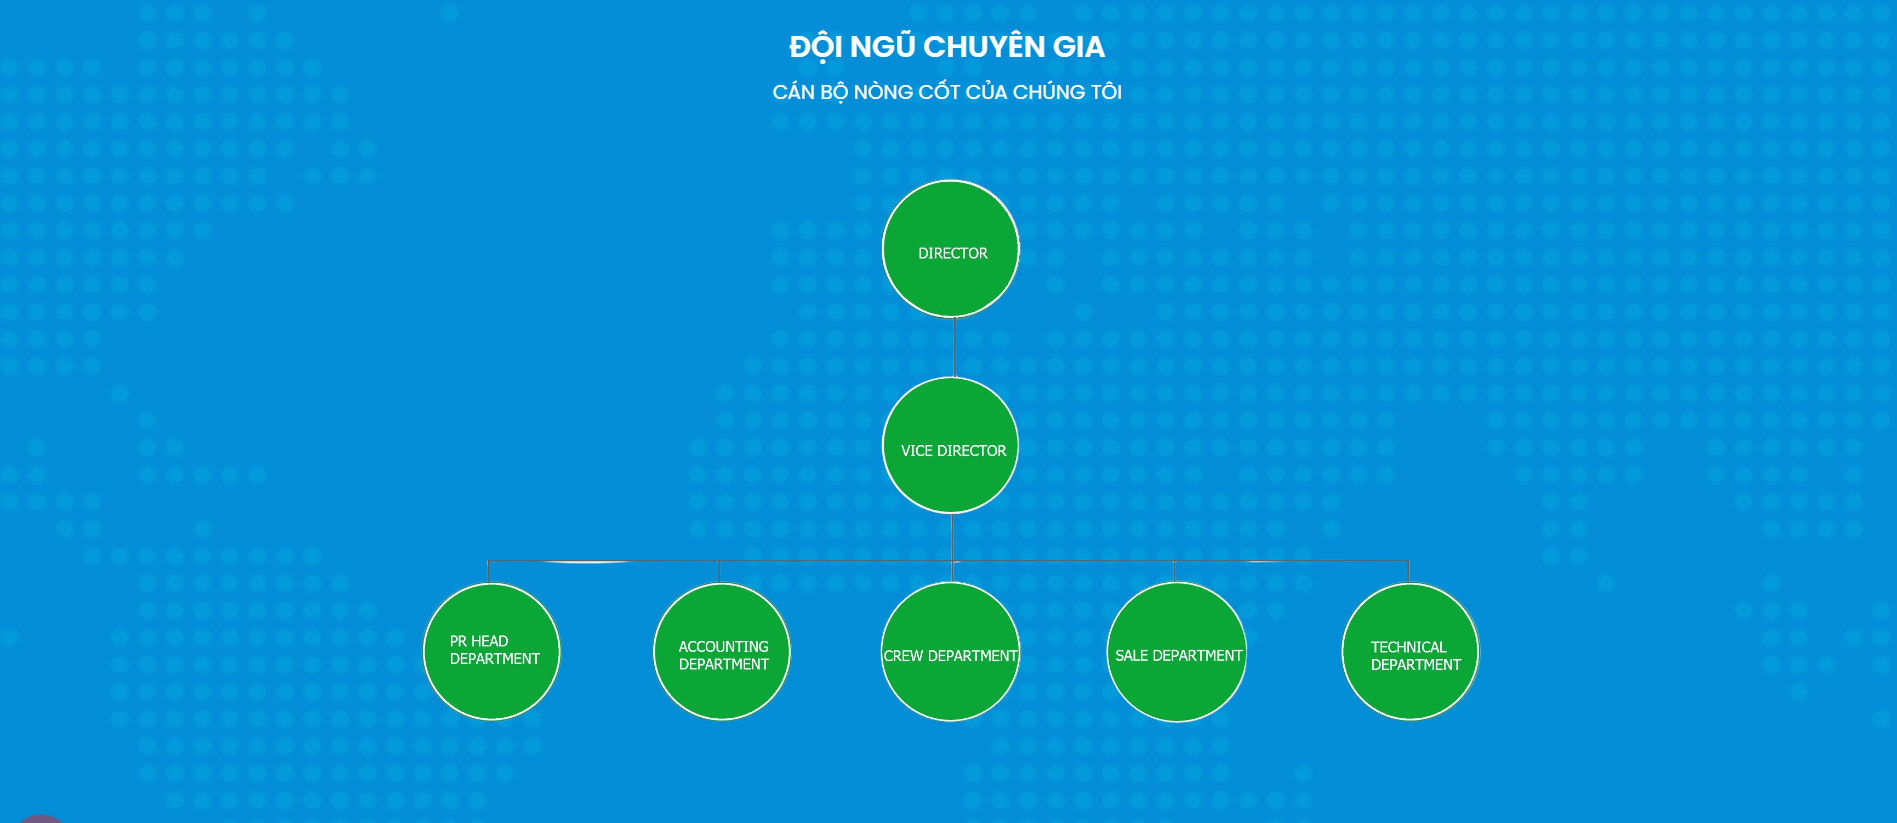 ĐỘI NGŨ CHUYÊN GIA
CÁN BỘ NÒNG CỐT CỦA CHÚNG TÔI
DIRECTOR
VICE DIRECTOR
PR HEAD
DEPARTMENT
ACCOUNTING
DEPARTMENT
CREW DEPARTMENT
SALE DEPARTMENT
TECHNICAL
DEPARTMENT